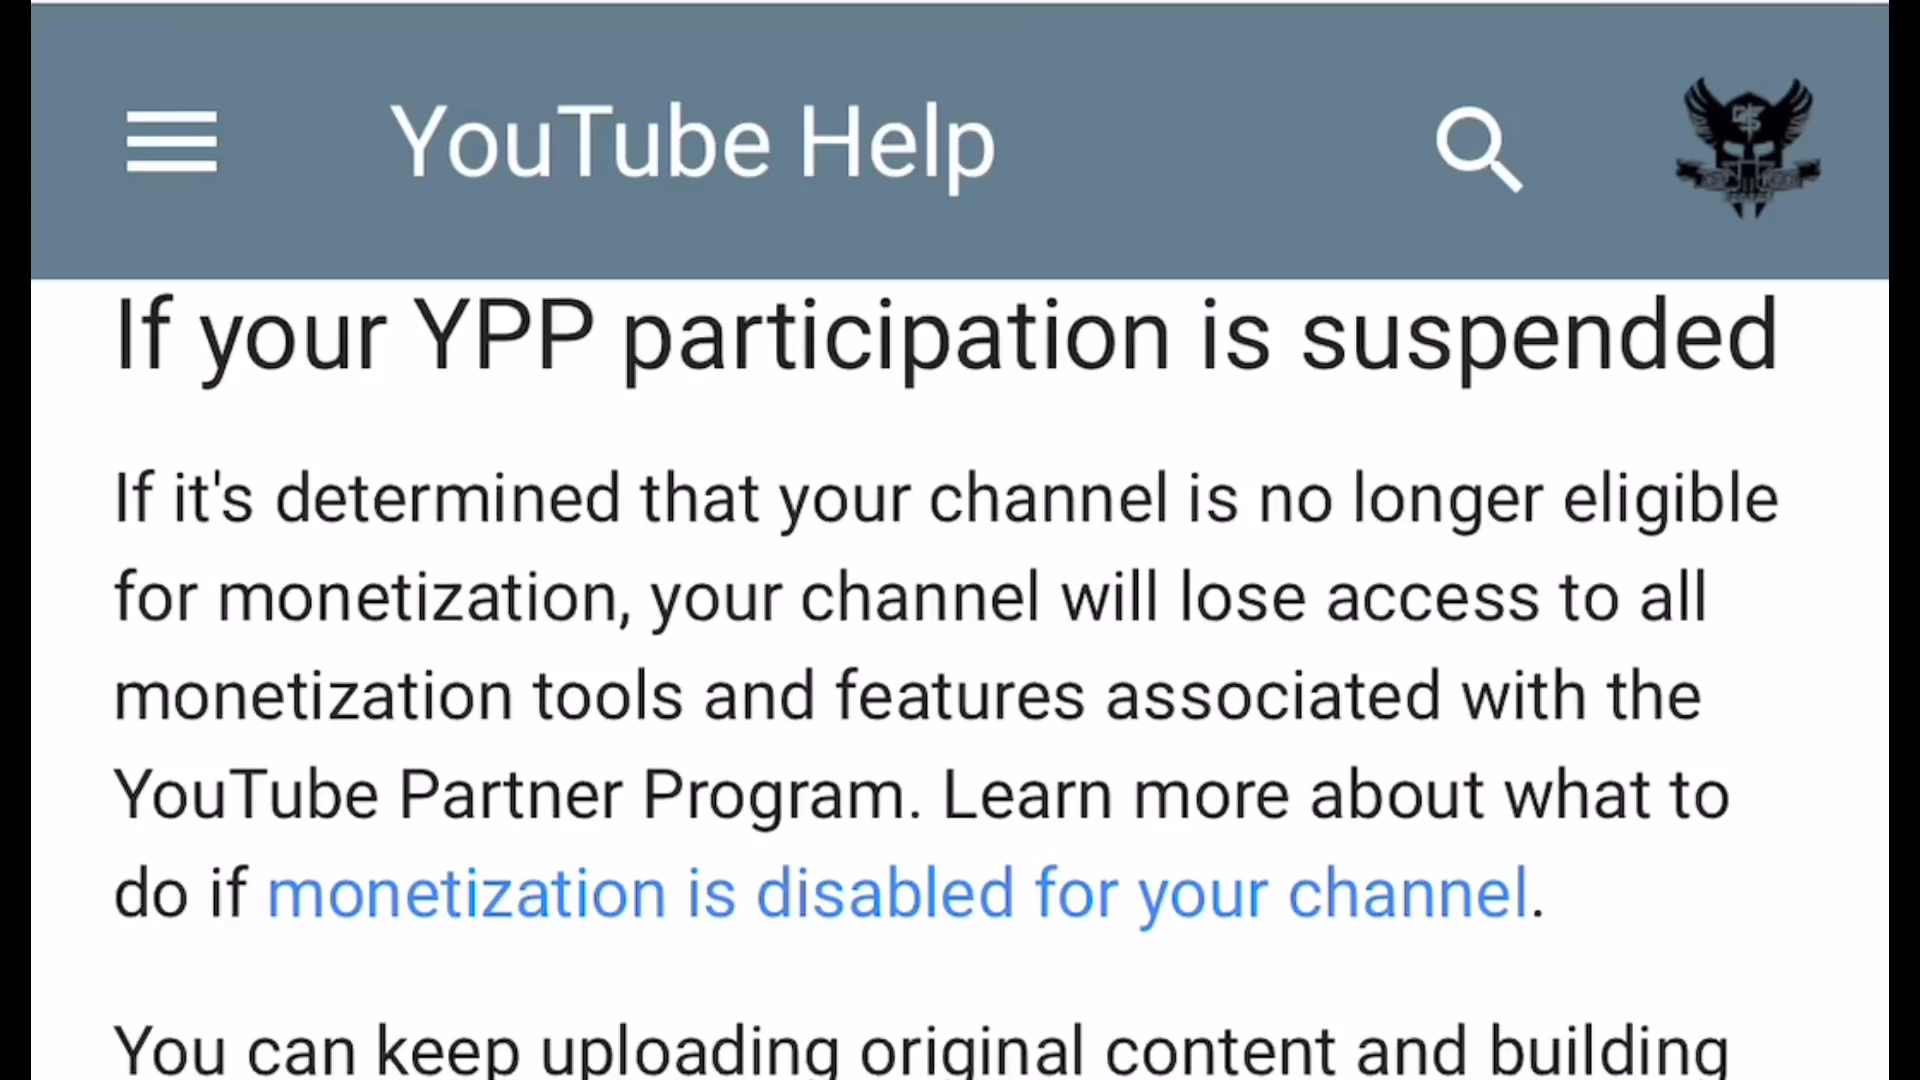 YouTube Help
If your YPP participation is suspended
If it's determined that your channel is no longer eligible
for monetization, your channel will lose access to all
monetization tools and features associated with the
YouTube Partner Program. Learn more about what to
do if monetization is disabled for your channel.
You can keep uploading original content and building